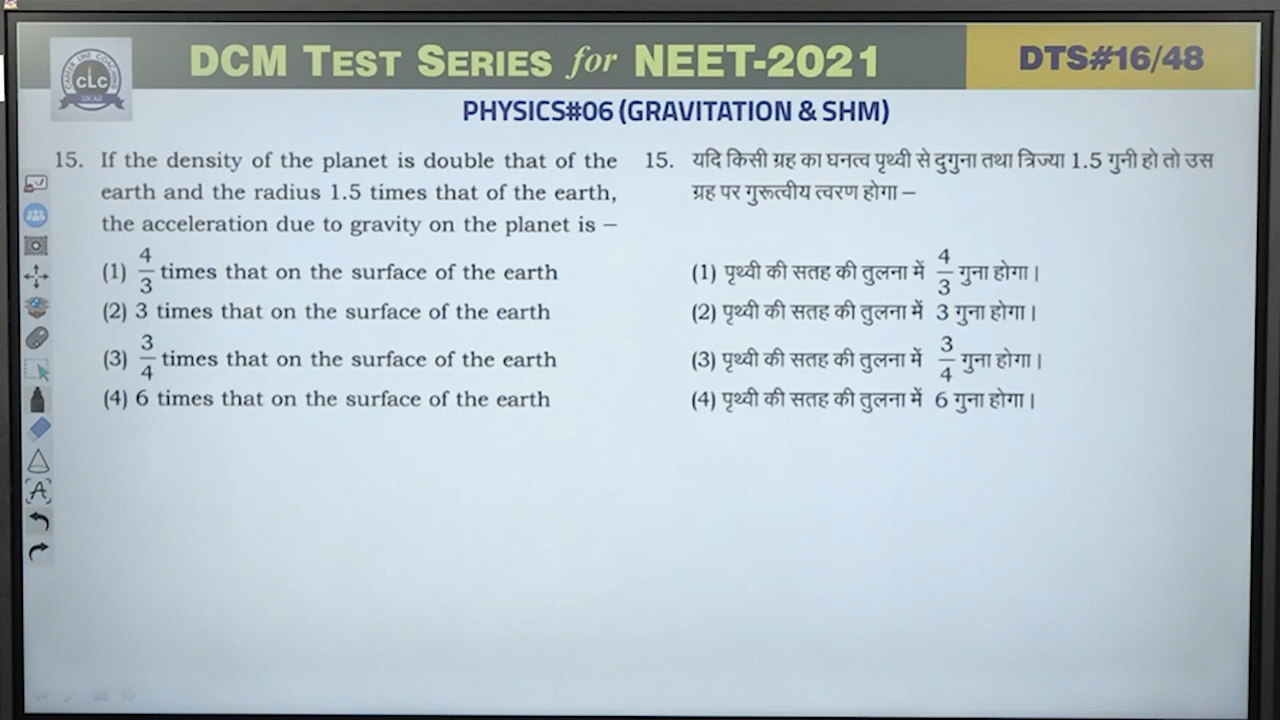 DCM TEST SERIES for NEET-2021
DTS#16/48
CLC
PHYSICS#06 (GRAVITATION & SHM)
15. If the density of the planet is double that of the
earth and the radius 1.5 times that of the earth,
the acceleration due to gravity on the planet is –
(1) 4/3 times that on the surface of the earth
(2) 3 times that on the surface of the earth
(3) 3/4 times that on the surface of the earth
(4) 6 times that on the surface of the earth
15. यदि किसी ग्रह का घनत्व पृथ्वी से दुगुना तथा त्रिज्या 1.5 गुनी हो तो उस
ग्रह पर गुरूत्वीय त्वरण होगा –
(1) पृथ्वी की सतह की तुलना में 4/3 गुना होगा।
(2) पृथ्वी की सतह की तुलना में 3 गुना होगा।
(3) पृथ्वी की सतह की तुलना में 3/4 गुना होगा।
(4) पृथ्वी की सतह की तुलना में 6 गुना होगा।